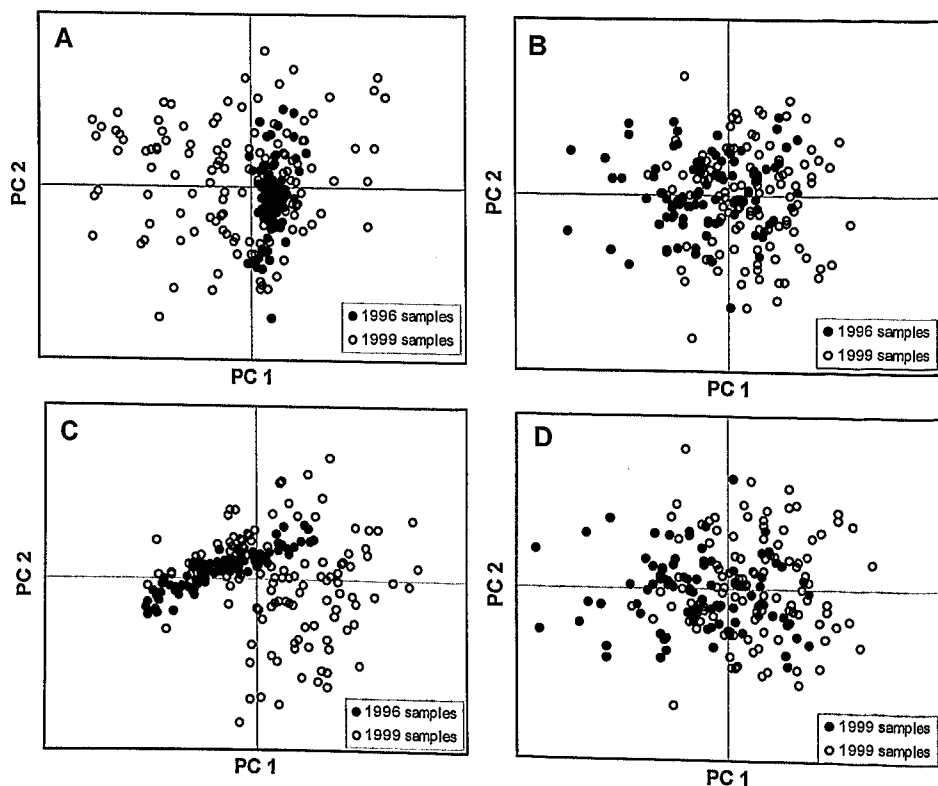 A
PC 2
● 1996 samples
○ 1999 samples
PC 1
B
PC 2
● 1996 samples
○ 1999 samples
PC 1
C
PC 2
● 1996 samples
○ 1999 samples
PC 1
D
PC 2
● 1999 samples
○ 1999 samples
PC 1